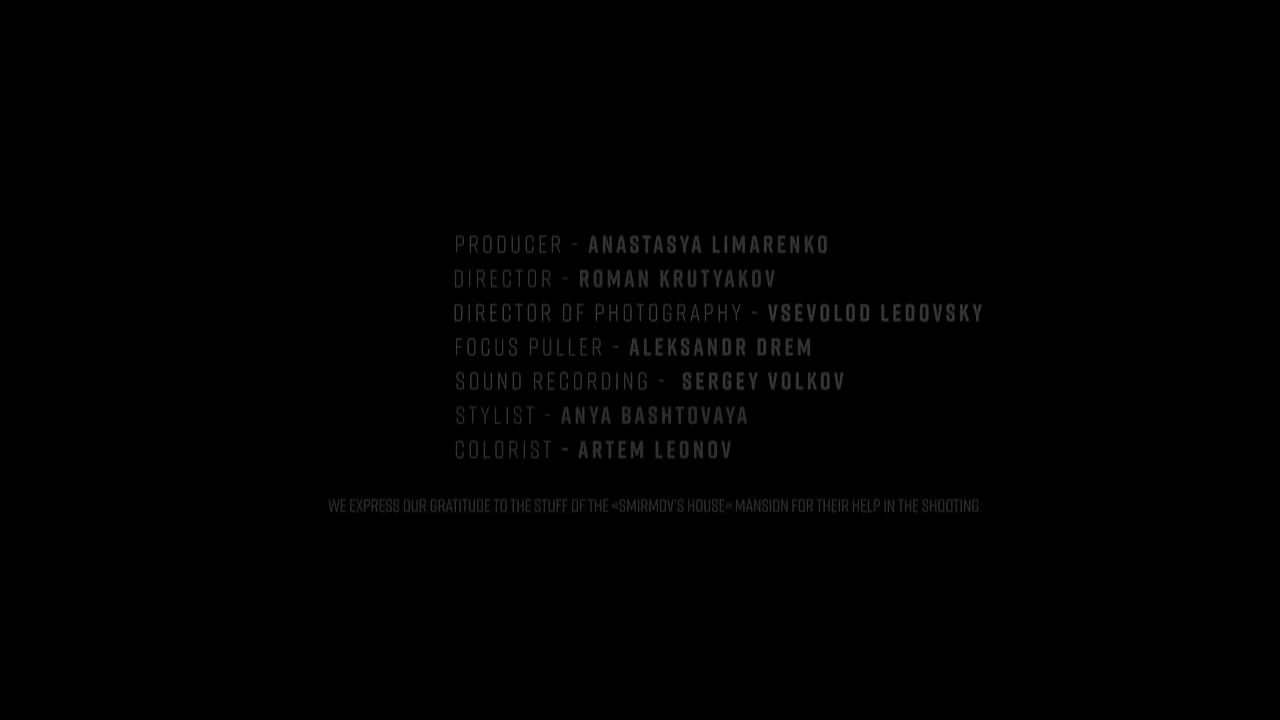 PRODUCER - ANASTASYA LIMARENKO
DIRECTOR - ROMAN KRUTYAKOV
DIRECTOR OF PHOTOGRAPHY - VSEVOLOD LEDOVSKY
FOCUS PULLER - ALEKSANDR DREM
SOUND RECORDING - SERGEY VOLKOV
STYLIST - ANYA BASHTOVAYA
COLORIST - ARTEM LEONOV
WE EXPRESS OUR GRATITUDE TO THE STUFF OF THE «SMIRMOV'S HOUSE» MANSION FOR THEIR HELP IN THE SHOOTING.